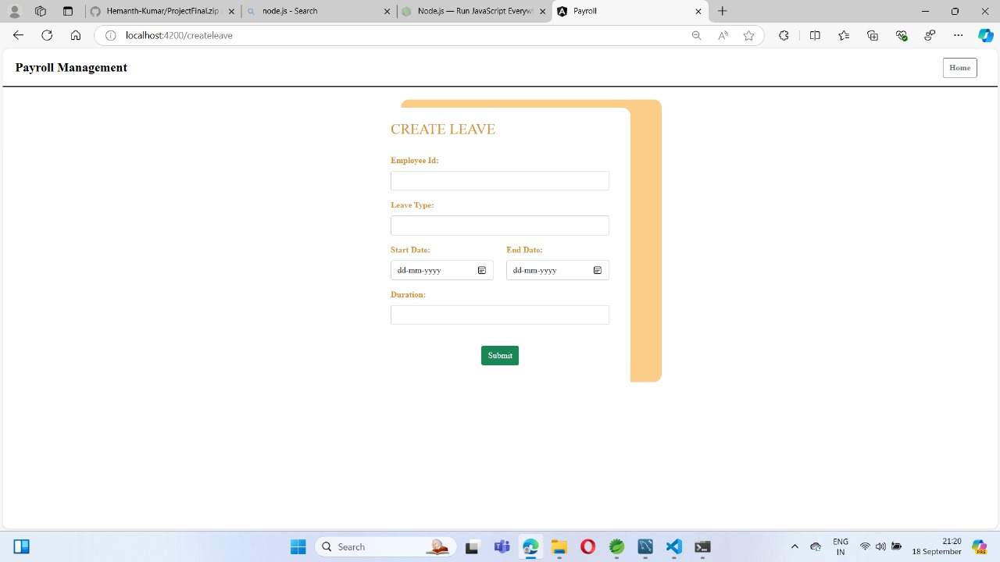 Hemanth-Kumar/ProjectFinal.zip
node.js - Search
Node.js — Run JavaScript Everywh
Payroll
localhost:4200/createleave
Payroll Management
Home
CREATE LEAVE
Employee Id:
Leave Type:
Start Date: End Date:
dd-mm-yyyy dd-mm-yyyy
Duration:
Submit
Search
ENG
IN
21:20
18 September
PRE